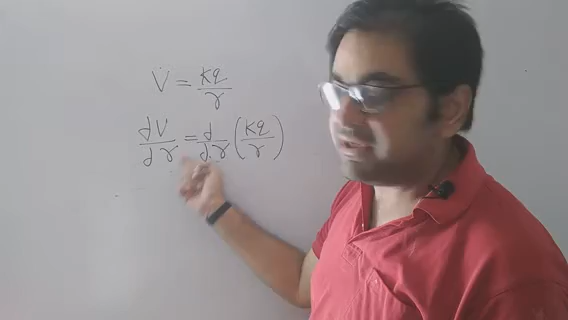 V = kq/r
dV/dr = d/dr (kq/r)